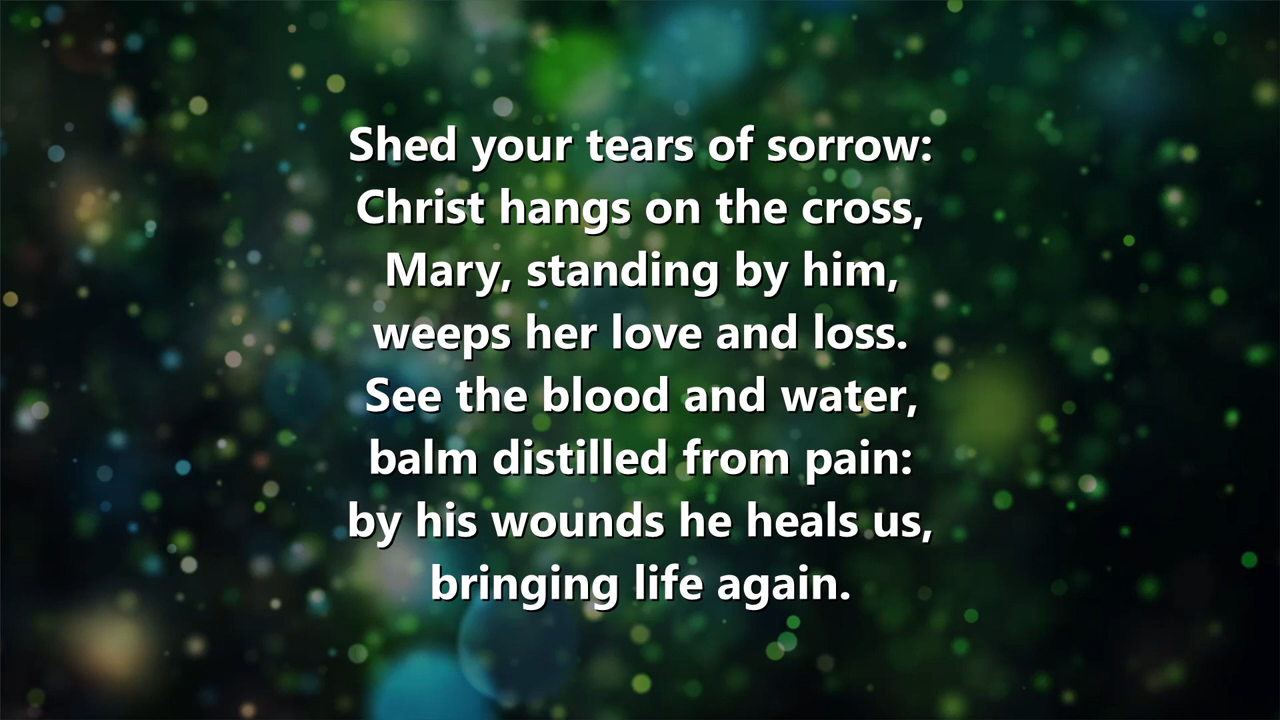 Shed your tears of sorrow:
Christ hangs on the cross,
Mary, standing by him,
weeps her love and loss.
See the blood and water,
balm distilled from pain:
by his wounds he heals us,
bringing life again.